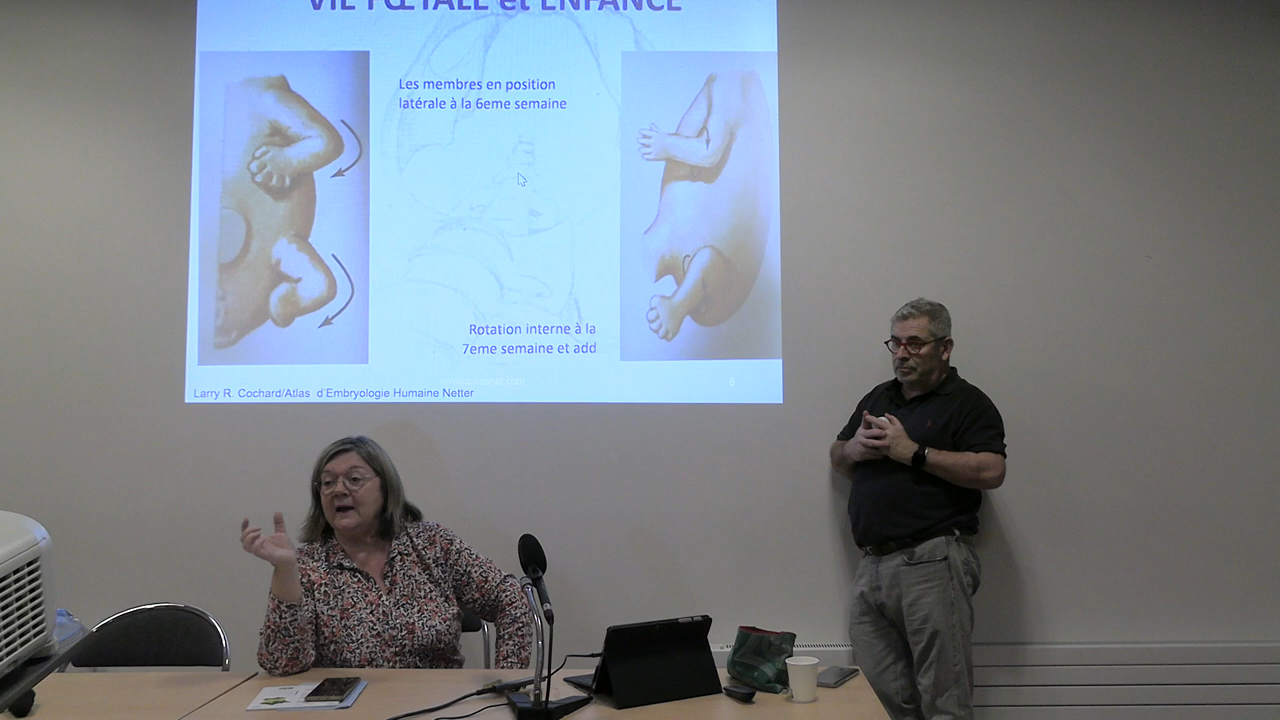 VIE FŒTALE et ENFANCE
Les membres en position
latérale à la 6eme semaine
Rotation interne à la
7eme semaine et add
6
Larry R. Cochard/Atlas d'Embryologie Humaine Netter